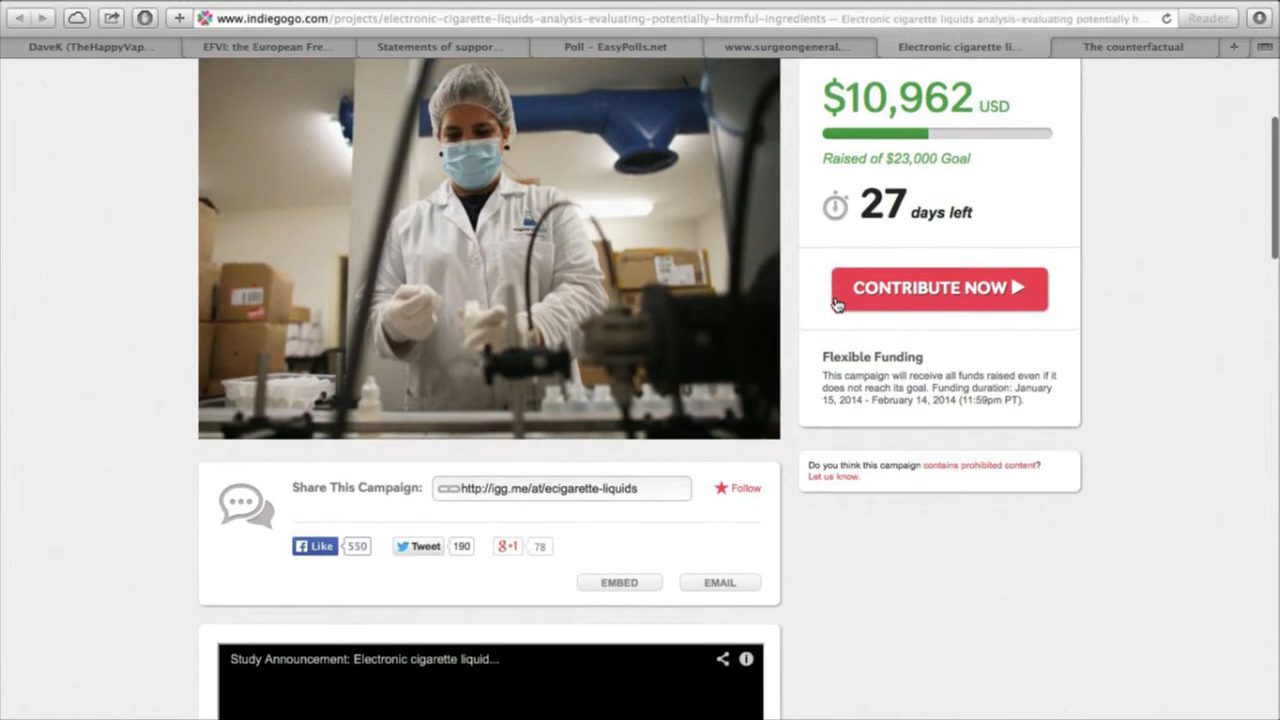 www.indiegogo.com/projects/electronic-cigarette-liquids-analysis-evaluating-potentially-harmful-ingredients — Electronic cigarette liquids analysis-evaluating potentially h...
Reader
DaveK (TheHappyVap...
EFVI: the European Fre...
Statements of suppor...
Poll - EasyPolls.net
www.surgeongeneral....
Electronic cigarette li...
The counterfactual
$10,962 USD
Raised of $23,000 Goal
27 days left
CONTRIBUTE NOW
Flexible Funding
This campaign will receive all funds raised even if it
does not reach its goal. Funding duration: January
15, 2014 - February 14, 2014 (11:59pm PT).
Do you think this campaign contains prohibited content?
Let us know.
Share This Campaign:
http://igg.me/at/ecigarette-liquids
Follow
Like 550
Tweet 190
g+1 78
EMBED
EMAIL
Study Announcement: Electronic cigarette liquid...